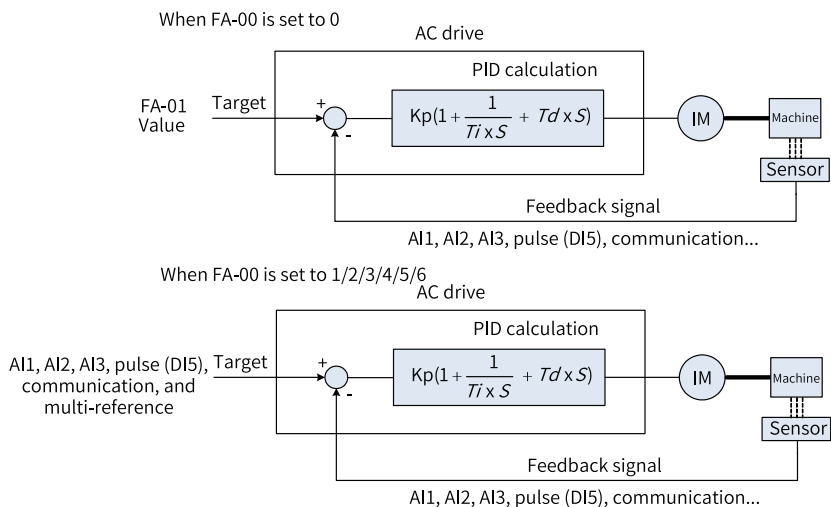 When FA-00 is set to 0
AC drive
PID calculation
FA-01
Value
Target
+
-
Kp(1 + 1/(Ti x S) + Td x S)
IM
Machine
Sensor
Feedback signal
AI1, AI2, AI3, pulse (DI5), communication...
When FA-00 is set to 1/2/3/4/5/6
AC drive
PID calculation
AI1, AI2, AI3, pulse (DI5),
communication, and
multi-reference
Target
+
-
Kp(1 + 1/(Ti x S) + Td x S)
IM
Machine
Sensor
Feedback signal
AI1, AI2, AI3, pulse (DI5), communication...